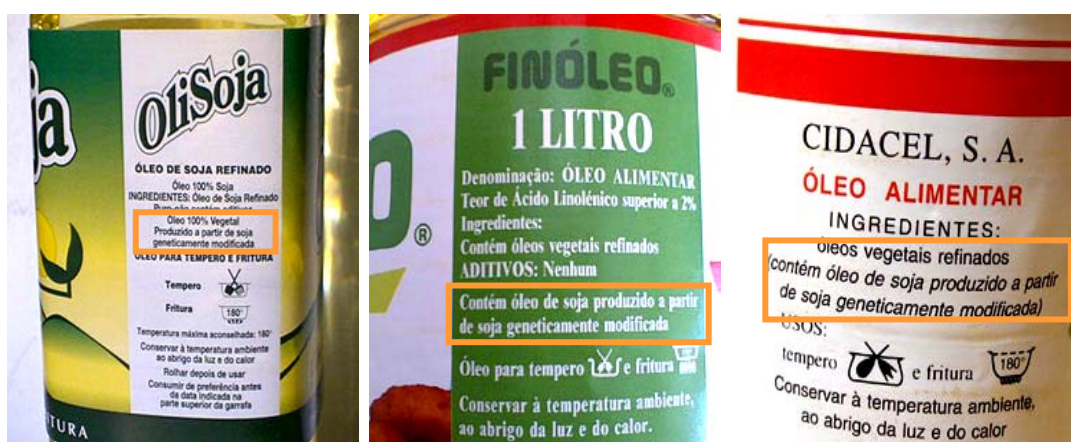 ja
OliSoja
ÓLEO DE SOJA REFINADO
Óleo 100% Soja
INGREDIENTES: Óleo de Soja Refinado
Puro não contém aditivos
Óleo 100% Vegetal
Produzido a partir de soja
geneticamente modificada
ÓLEO PARA TEMPERO E FRITURA
Tempero
Fritura 180°
Temperatura máxima aconselhada: 180°
Conservar à temperatura ambiente
ao abrigo da luz e do calor
Rolhar depois de usar
Consumir de preferência antes
da data indicada na
parte superior da garrafa
ITURA
FINÓLEO®
1 LITRO
Denominação: ÓLEO ALIMENTAR
Teor de Ácido Linolénico superior a 2%
Ingredientes:
Contém óleos vegetais refinados
ADITIVOS: Nenhum
Contém óleo de soja produzido a partir
de soja geneticamente modificada
Óleo para tempero e fritura
Conservar à temperatura ambiente,
ao abrigo da luz e do calor.
O®
CIDACEL, S. A.
ÓLEO ALIMENTAR
INGREDIENTES:
óleos vegetais refinados
(contém óleo de soja produzido a partir
de soja geneticamente modificada)
USOS:
tempero e fritura 180°
Conservar à temperatura ambiente,
ao abrigo da luz e do calor